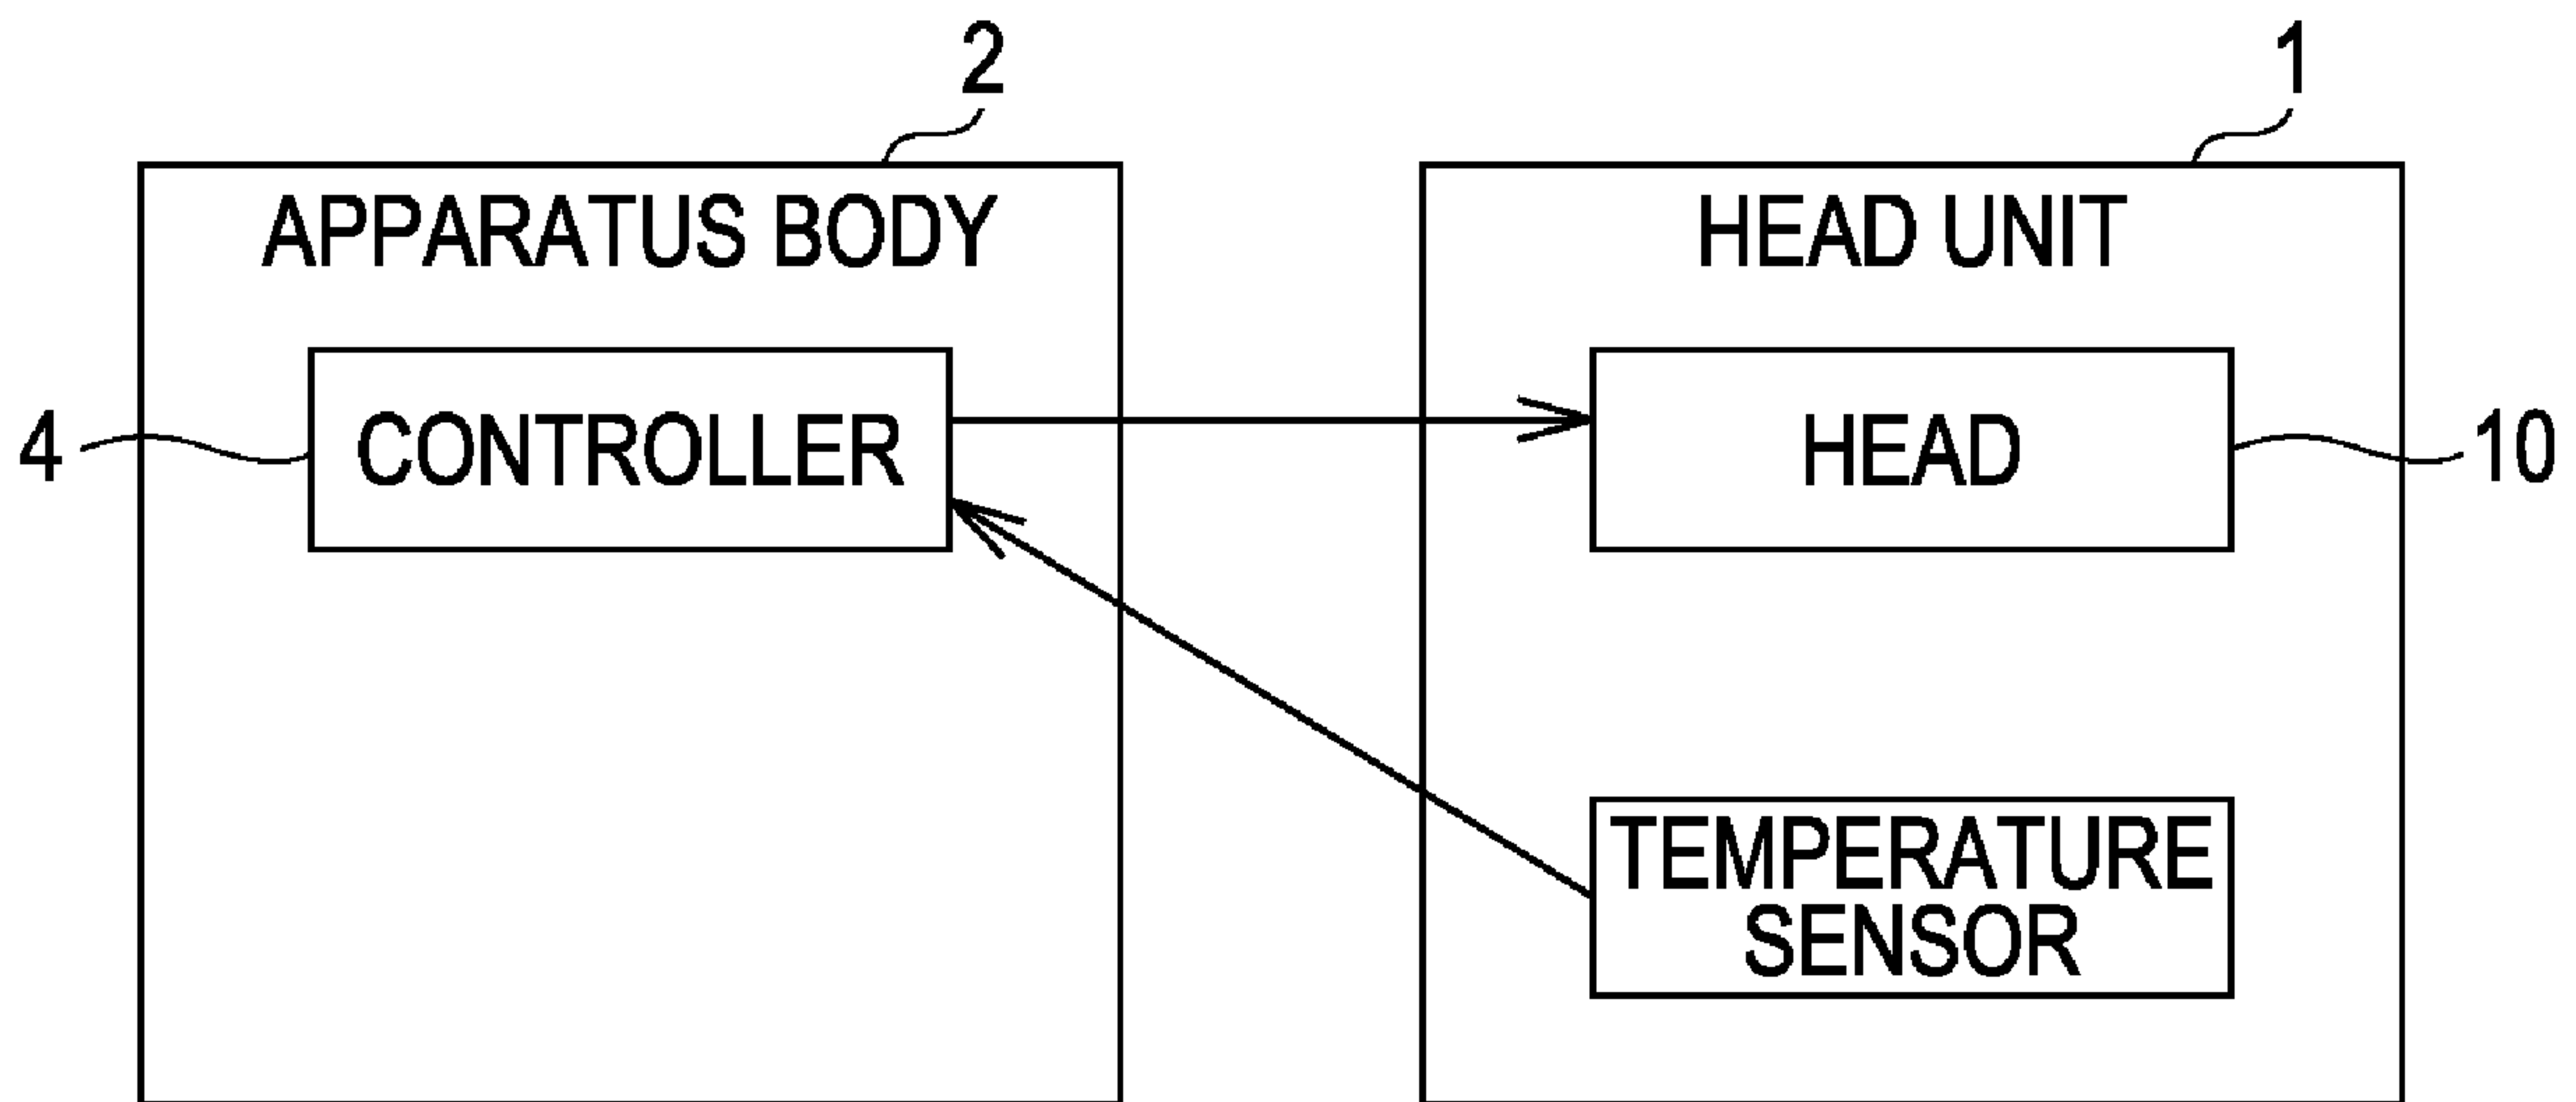 2
1
APPARATUS BODY
HEAD UNIT
4
CONTROLLER
HEAD
10
TEMPERATURE
SENSOR